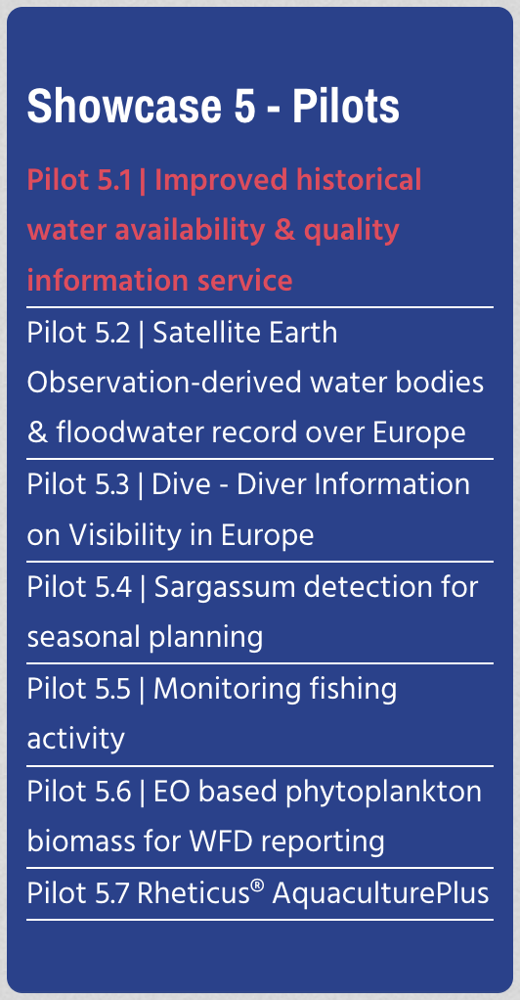 Showcase 5 - Pilots
Pilot 5.1 | Improved historical
water availability & quality
information service
Pilot 5.2 | Satellite Earth
Observation-derived water bodies
& floodwater record over Europe
Pilot 5.3 | Dive - Diver Information
on Visibility in Europe
Pilot 5.4 | Sargassum detection for
seasonal planning
Pilot 5.5 | Monitoring fishing
activity
Pilot 5.6 | EO based phytoplankton
biomass for WFD reporting
Pilot 5.7 Rheticus® AquaculturePlus